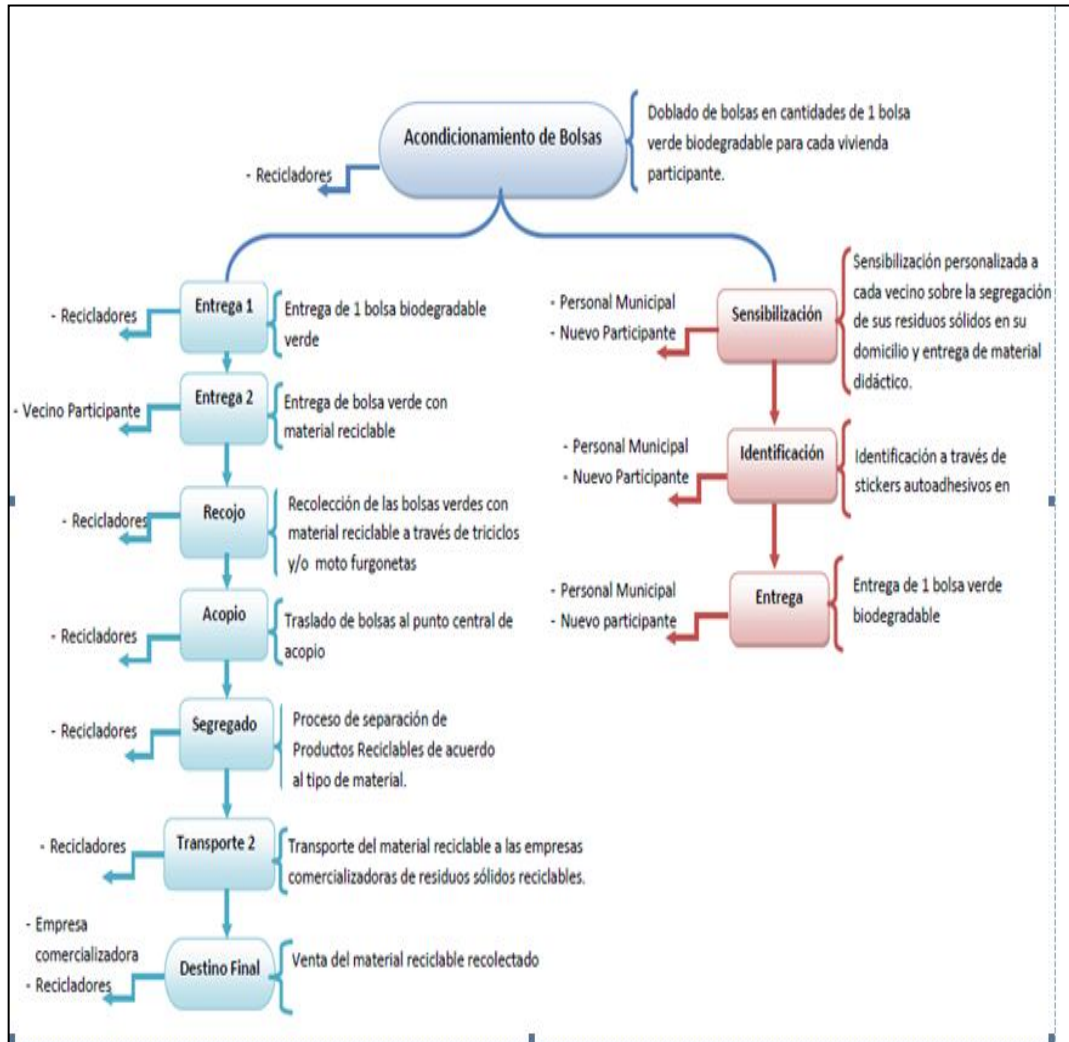 Acondicionamiento de Bolsas
Doblado de bolsas en cantidades de 1 bolsa
verde biodegradable para cada vivienda
participante.
- Recicladores
Entrega 1
- Recicladores
Entrega de 1 bolsa biodegradable
verde
Entrega 2
- Vecino Participante
Entrega de bolsa verde con
material reciclable
Recojo
- Recicladores
Recolección de las bolsas verdes con
material reciclable a través de triciclos
y/o moto furgonetas
Acopio
- Recicladores
Traslado de bolsas al punto central de
acopio
Segregado
- Recicladores
Proceso de separación de
Productos Reciclables de acuerdo
al tipo de material.
Transporte 2
- Recicladores
Transporte del material reciclable a las empresas
comercializadoras de residuos sólidos reciclables.
Destino Final
- Empresa
comercializadora
- Recicladores
Venta del material reciclable recolectado
Sensibilización
- Personal Municipal
- Nuevo Participante
Sensibilización personalizada a
cada vecino sobre la segregación
de sus residuos sólidos en su
domicilio y entrega de material
didáctico.
Identificación
- Personal Municipal
- Nuevo Participante
Identificación a través de
stickers autoadhesivos en
Entrega
- Personal Municipal
- Nuevo participante
Entrega de 1 bolsa verde
biodegradable